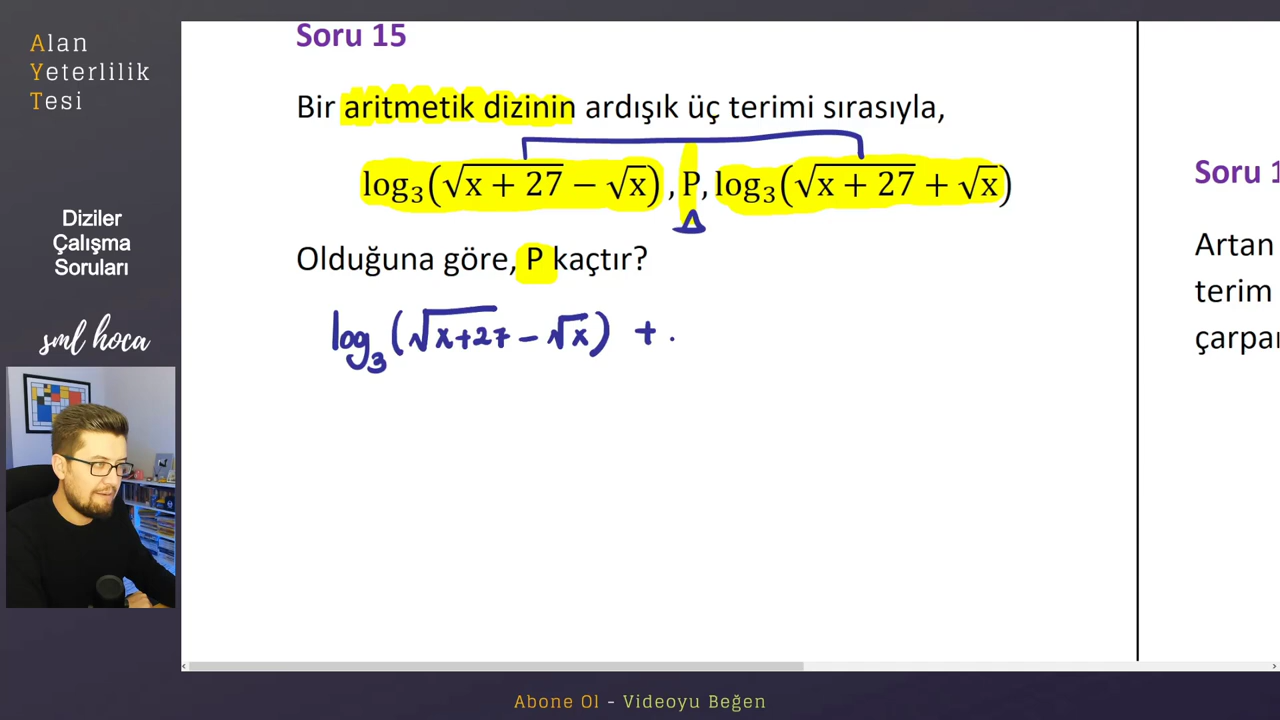 Alan
Yeterlilik
Tesi
Diziler
Çalışma
Soruları
sml hoca
Soru 15
Bir aritmetik dizinin ardışık üç terimi sırasıyla,
log₃(√x + 27 − √x) , P, log₃(√x + 27 + √x)
Olduğuna göre, P kaçtır?
log₃(√x+27 − √x) +
Soru 1
Artan
terim
çarpa
Abone Ol - Videoyu Beğen